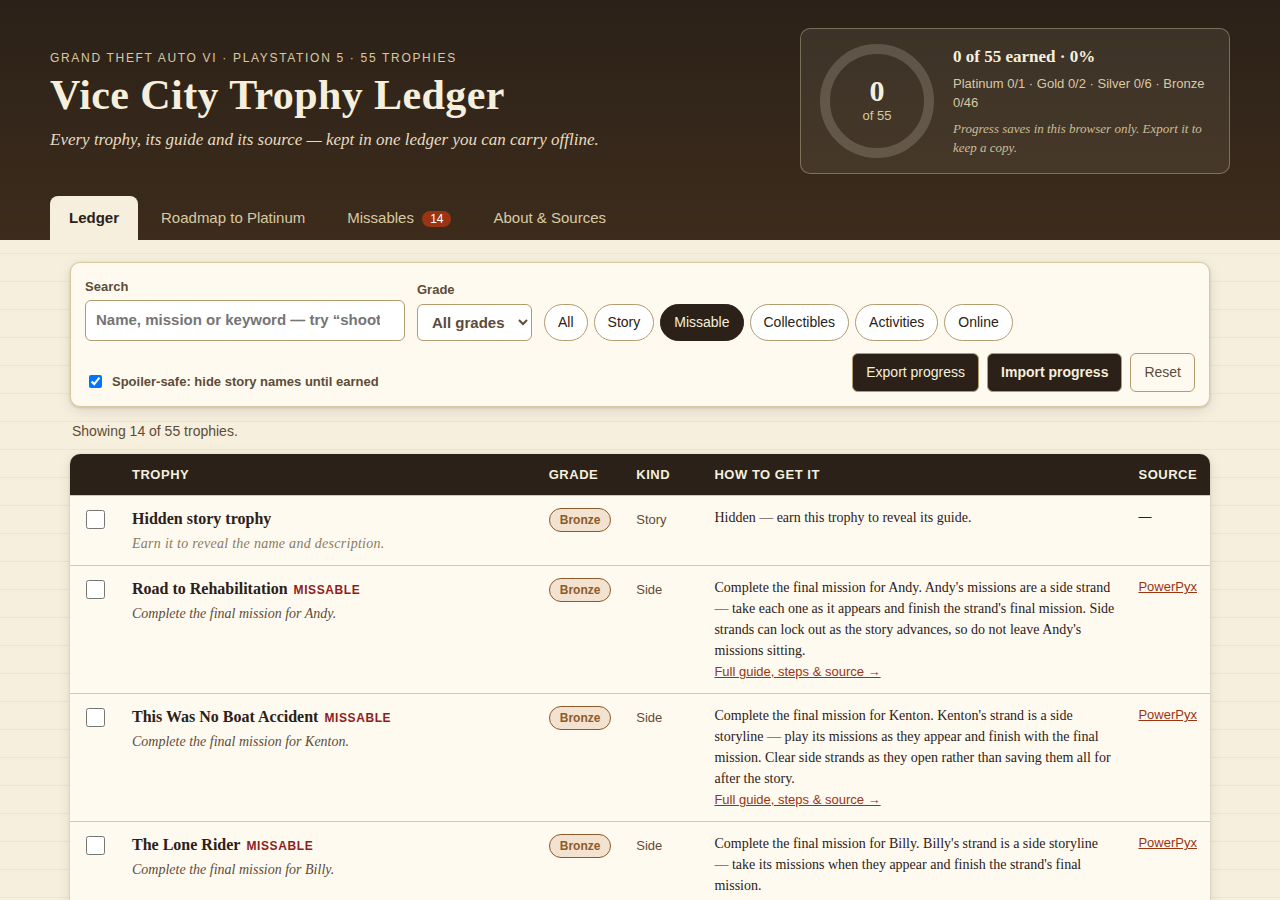 GRAND THEFT AUTO VI · PLAYSTATION 5 · 55 TROPHIES
Vice City Trophy Ledger
Every trophy, its guide and its source — kept in one ledger you can carry offline.
0
of 55
0 of 55 earned · 0%
Platinum 0/1 · Gold 0/2 · Silver 0/6 · Bronze
0/46
Progress saves in this browser only. Export it to
keep a copy.
Ledger
Roadmap to Platinum
Missables 14
About & Sources
Search
Name, mission or keyword — try “shoot
Grade
All grades
All
Story
Missable
Collectibles
Activities
Online
Spoiler-safe: hide story names until earned
Export progress
Import progress
Reset
Showing 14 of 55 trophies.
TROPHY GRADE KIND HOW TO GET IT SOURCE
Hidden story trophy
Earn it to reveal the name and description.
Bronze
Story
Hidden — earn this trophy to reveal its guide.
—
Road to Rehabilitation MISSABLE
Complete the final mission for Andy.
Bronze
Side
Complete the final mission for Andy. Andy's missions are a side strand
— take each one as it appears and finish the strand's final mission. Side
strands can lock out as the story advances, so do not leave Andy's
missions sitting.
Full guide, steps & source →
PowerPyx
This Was No Boat Accident MISSABLE
Complete the final mission for Kenton.
Bronze
Side
Complete the final mission for Kenton. Kenton's strand is a side
storyline — play its missions as they appear and finish with the final
mission. Clear side strands as they open rather than saving them all for
after the story.
Full guide, steps & source →
PowerPyx
The Lone Rider MISSABLE
Complete the final mission for Billy.
Bronze
Side
Complete the final mission for Billy. Billy's strand is a side storyline
— take its missions when they appear and finish the strand's final
mission.
PowerPyx